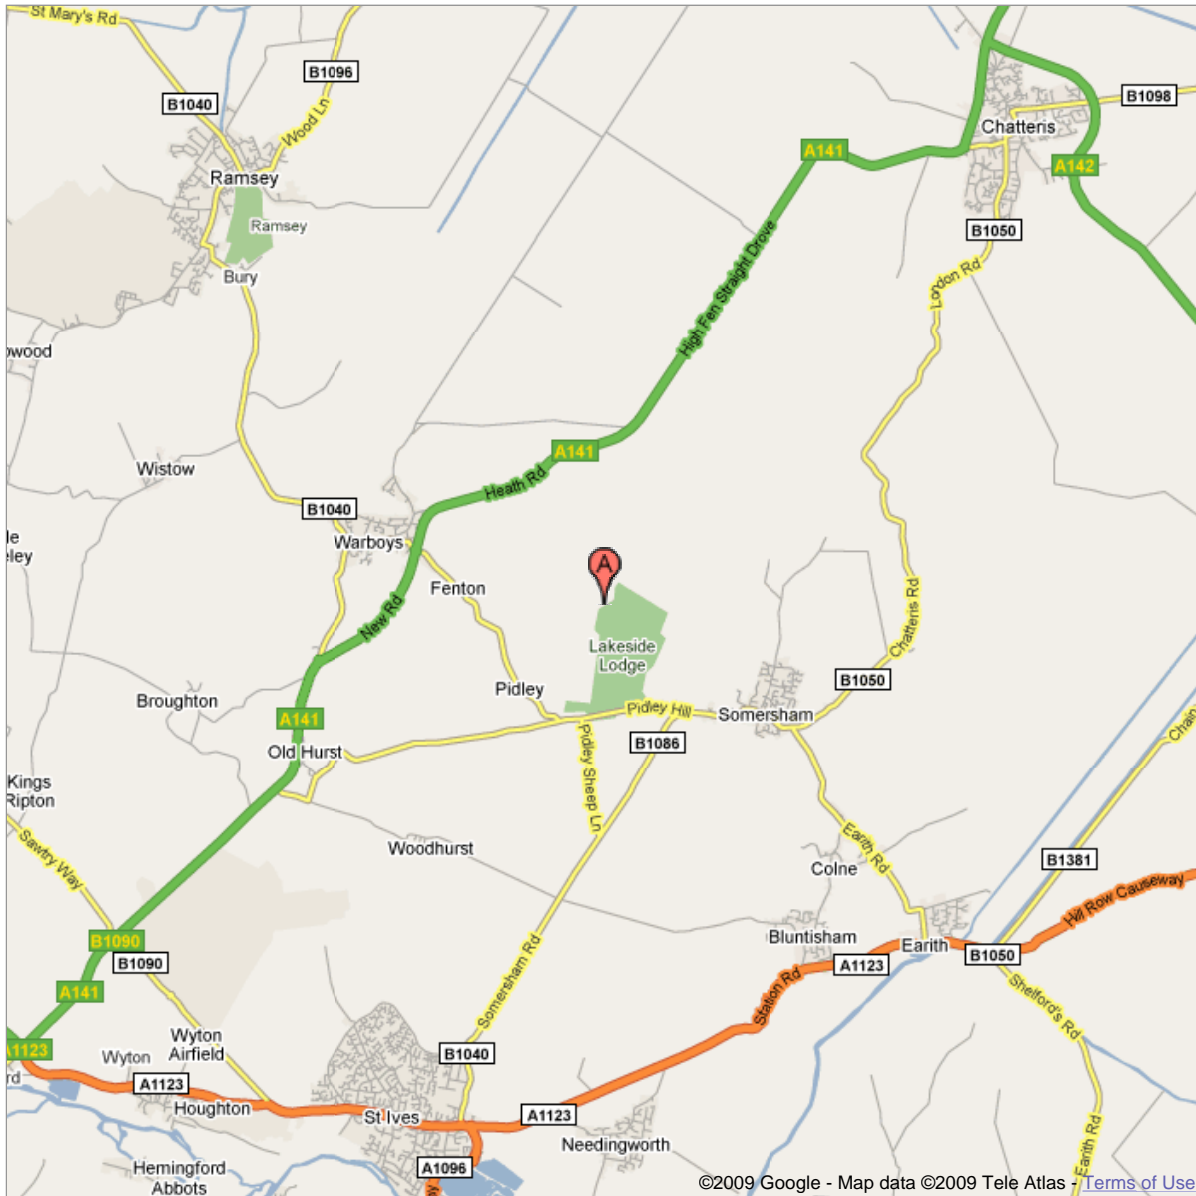 St Mary's Rd
B1096
B1040
Wood Ln
B1098
Chatteris
A141
A142
Ramsey
Ramsey
B1050
High Fen Straight Drove
London Rd
Bury
owood
A141
Wistow
Heath Rd
B1040
Warboys
le
eley
A
Fenton
New Rd
Chatteris Rd
Lakeside
Lodge
B1050
Pidley
Broughton
A141
Pidley Hill
Somersham
Chain
B1086
Old Hurst
Pidley Sheep Ln
Kings
Ripton
Sawtry Way
Woodhurst
Earith Rd
Colne
B1381
Hill Row Causeway
B1090
B1090
Bluntisham
Earith
A1123
B1050
Somersham Rd
Station Rd
A141
Shelford's Rd
Wyton
Airfield
A1123
rd
Wyton
B1040
A1123
Houghton
St Ives
A1123
Needingworth
Earith Rd
Hemingford
Abbots
A1096
©2009 Google - Map data ©2009 Tele Atlas - Terms of Use